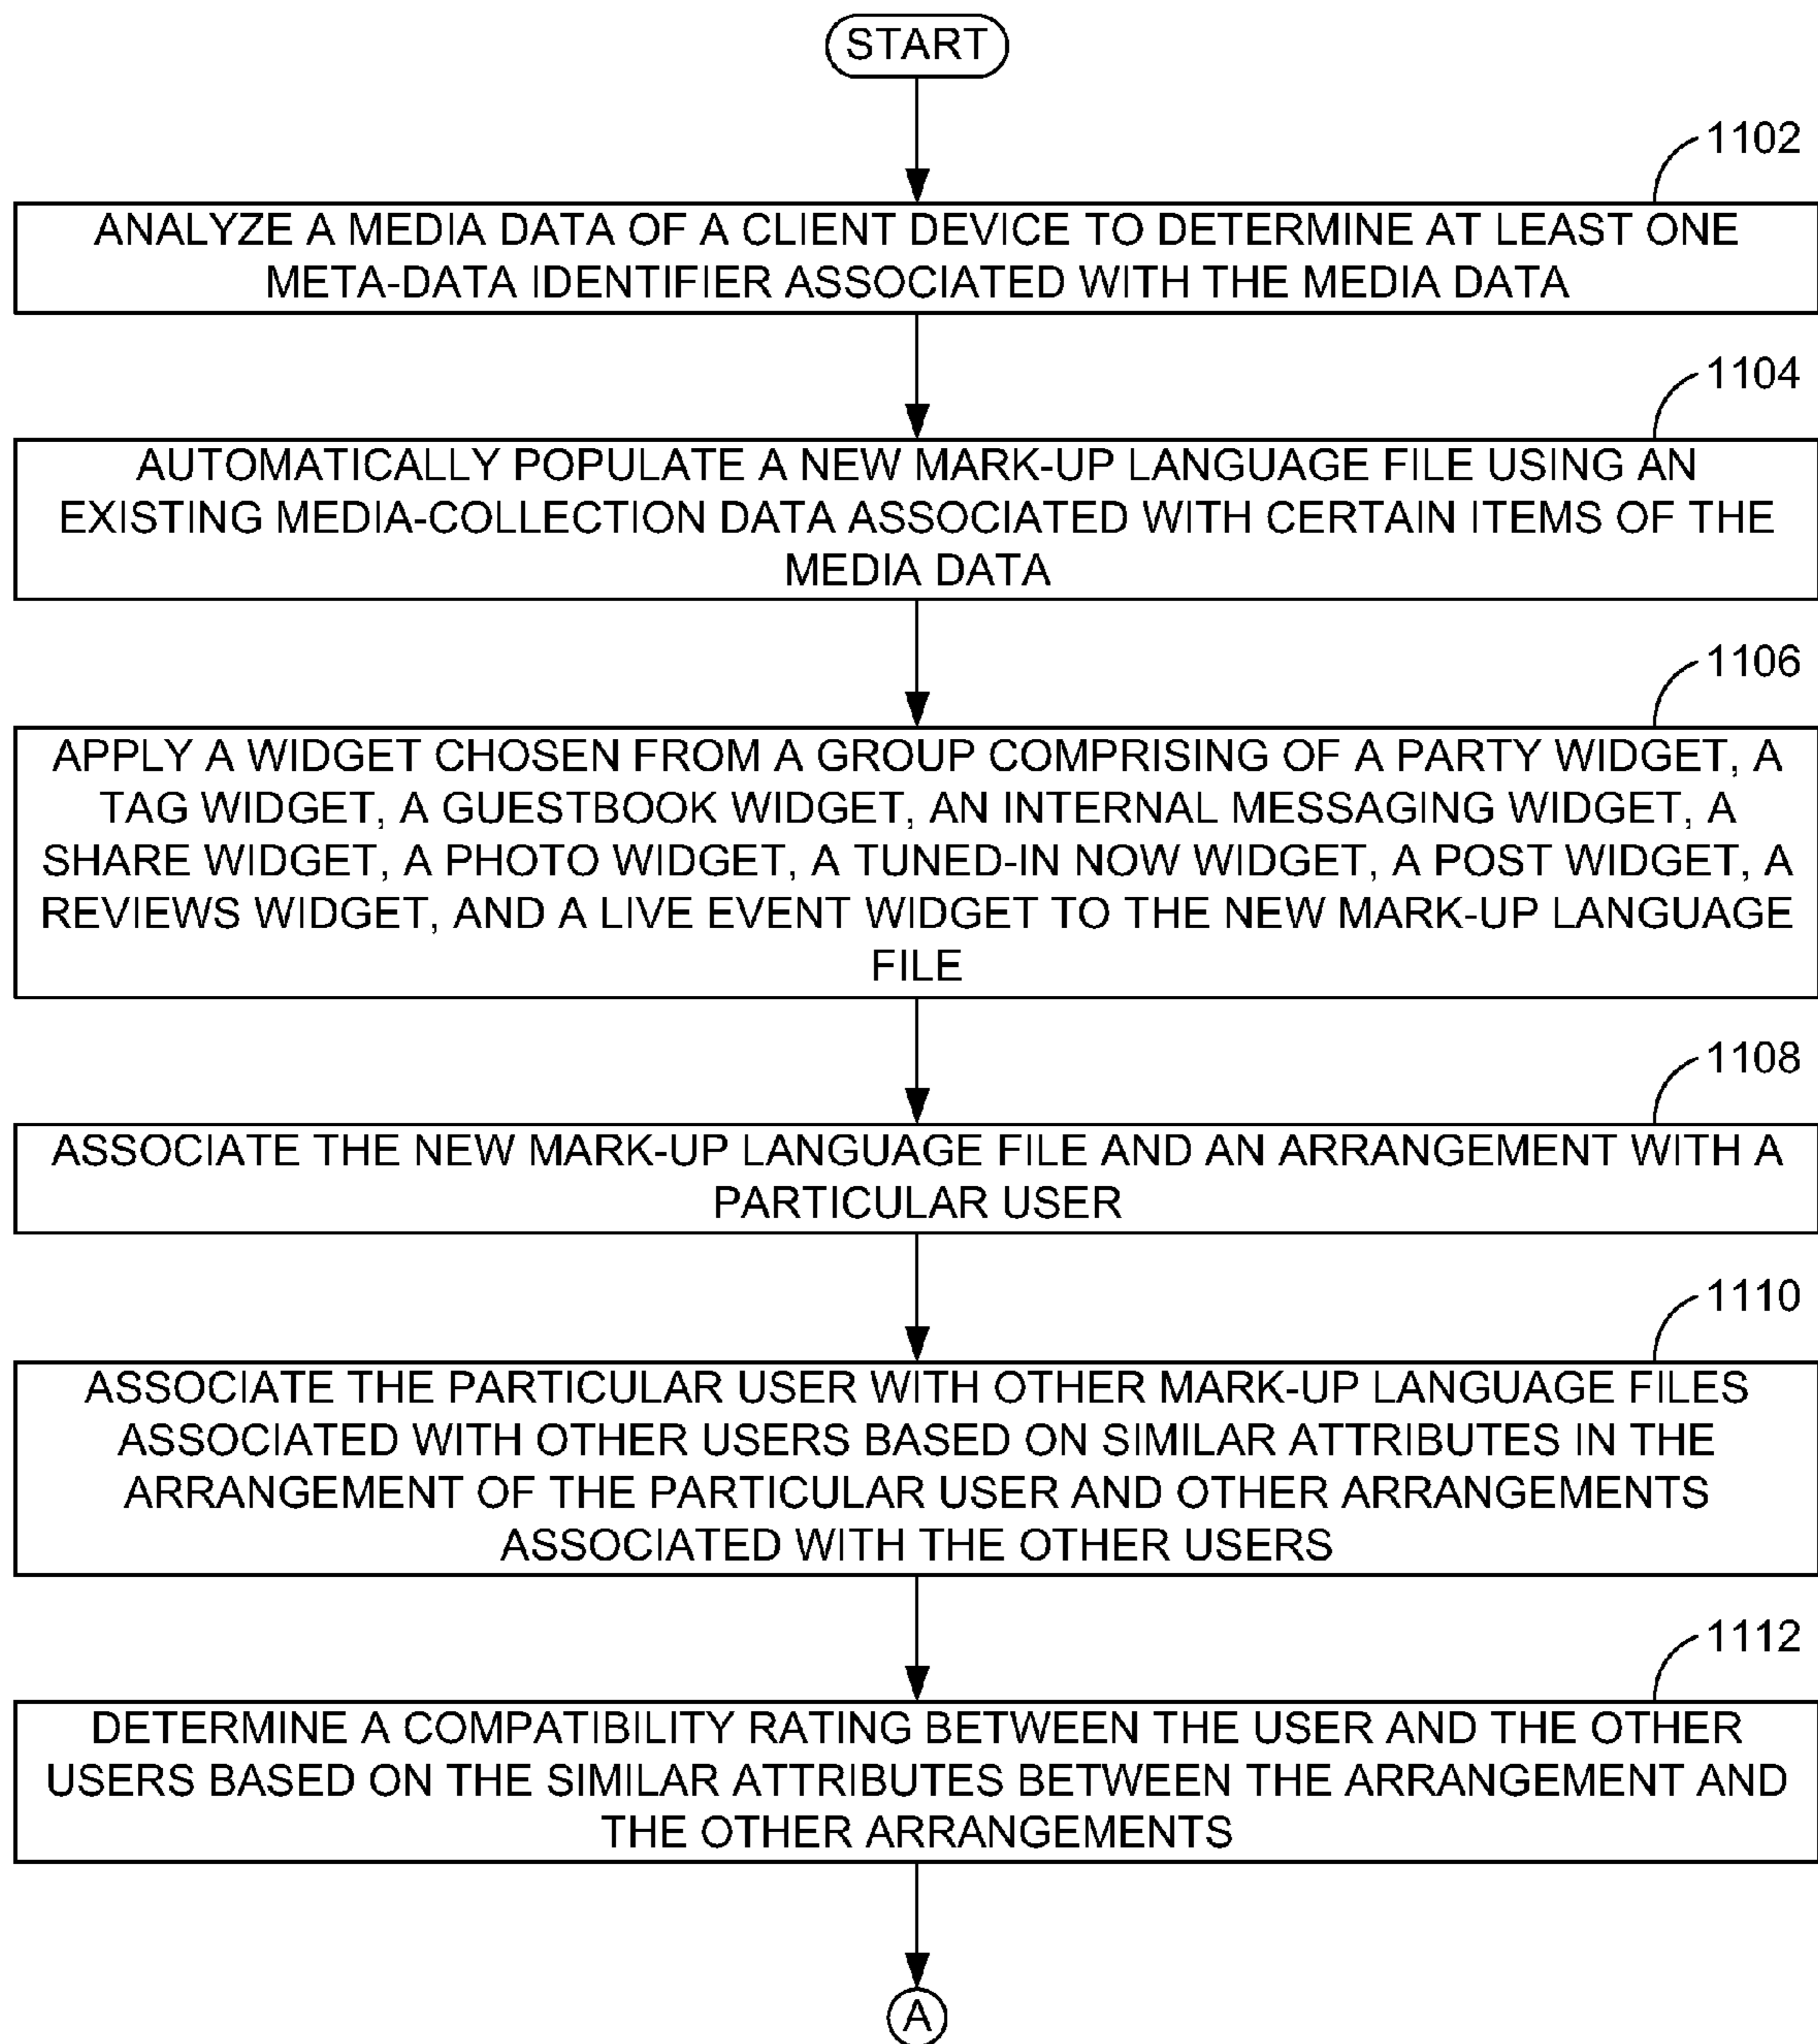 START
1102
ANALYZE A MEDIA DATA OF A CLIENT DEVICE TO DETERMINE AT LEAST ONE
META-DATA IDENTIFIER ASSOCIATED WITH THE MEDIA DATA
1104
AUTOMATICALLY POPULATE A NEW MARK-UP LANGUAGE FILE USING AN
EXISTING MEDIA-COLLECTION DATA ASSOCIATED WITH CERTAIN ITEMS OF THE
MEDIA DATA
1106
APPLY A WIDGET CHOSEN FROM A GROUP COMPRISING OF A PARTY WIDGET, A
TAG WIDGET, A GUESTBOOK WIDGET, AN INTERNAL MESSAGING WIDGET, A
SHARE WIDGET, A PHOTO WIDGET, A TUNED-IN NOW WIDGET, A POST WIDGET, A
REVIEWS WIDGET, AND A LIVE EVENT WIDGET TO THE NEW MARK-UP LANGUAGE
FILE
1108
ASSOCIATE THE NEW MARK-UP LANGUAGE FILE AND AN ARRANGEMENT WITH A
PARTICULAR USER
1110
ASSOCIATE THE PARTICULAR USER WITH OTHER MARK-UP LANGUAGE FILES
ASSOCIATED WITH OTHER USERS BASED ON SIMILAR ATTRIBUTES IN THE
ARRANGEMENT OF THE PARTICULAR USER AND OTHER ARRANGEMENTS
ASSOCIATED WITH THE OTHER USERS
1112
DETERMINE A COMPATIBILITY RATING BETWEEN THE USER AND THE OTHER
USERS BASED ON THE SIMILAR ATTRIBUTES BETWEEN THE ARRANGEMENT AND
THE OTHER ARRANGEMENTS
A